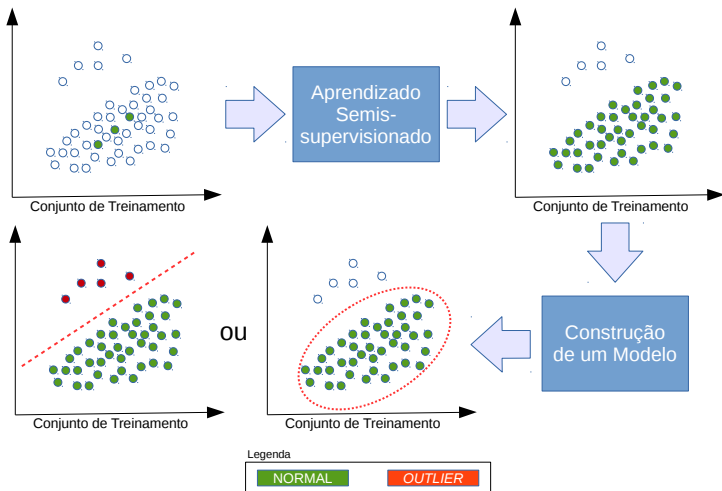 Aprendizado
Semis-
supervisionado
Conjunto de Treinamento
Conjunto de Treinamento
ou
Construção
de um Modelo
Conjunto de Treinamento
Conjunto de Treinamento
Legenda
NORMAL
OUTLIER